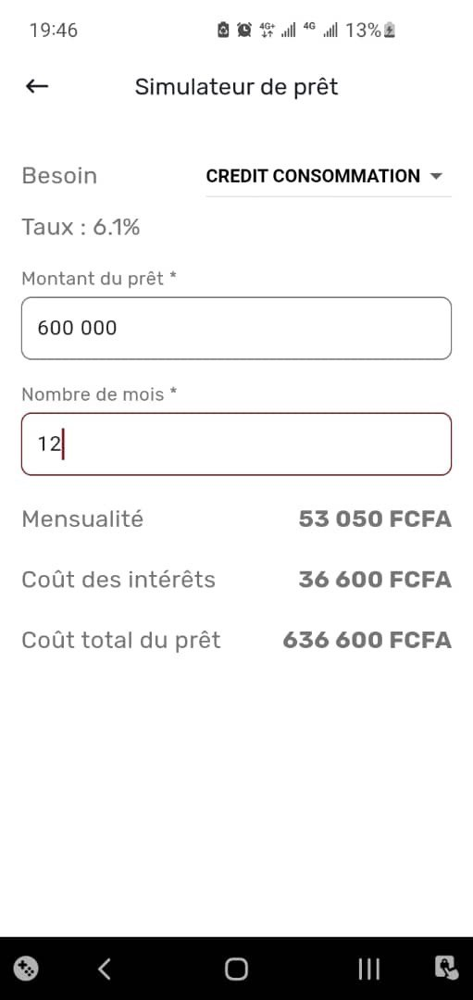 19:46
4G+ 4G 13%
Simulateur de prêt
Besoin CREDIT CONSOMMATION
Taux : 6.1%
Montant du prêt *
600 000
Nombre de mois *
12
Mensualité 53 050 FCFA
Coût des intérêts 36 600 FCFA
Coût total du prêt 636 600 FCFA